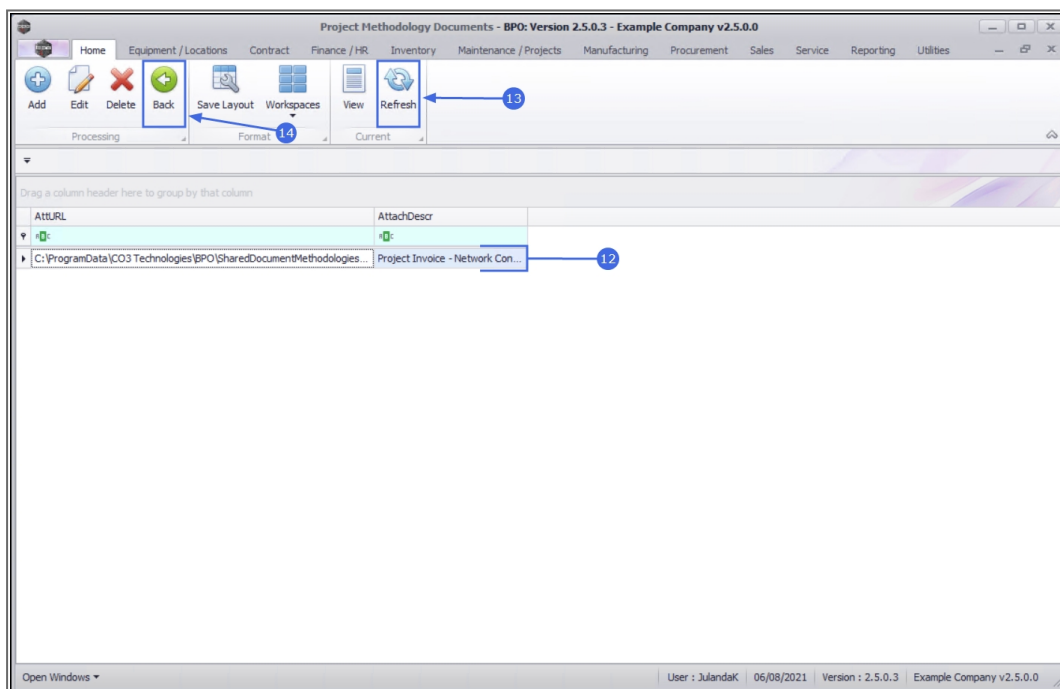 Project Methodology Documents - BPO: Version 2.5.0.3 - Example Company v2.5.0.0
Home Equipment / Locations Contract Finance / HR Inventory Maintenance / Projects Manufacturing Procurement Sales Service Reporting Utilities
Add Edit Delete Back Save Layout Workspaces View Refresh
13
14
Processing Format Current
Drag a column header here to group by that column
AttURL AttachDescr
C:\ProgramData\CO3 Technologies\BPO\SharedDocumentMethodologies... Project Invoice - Network Con...
12
Open Windows User : JulandaK 06/08/2021 Version : 2.5.0.3 Example Company v2.5.0.0